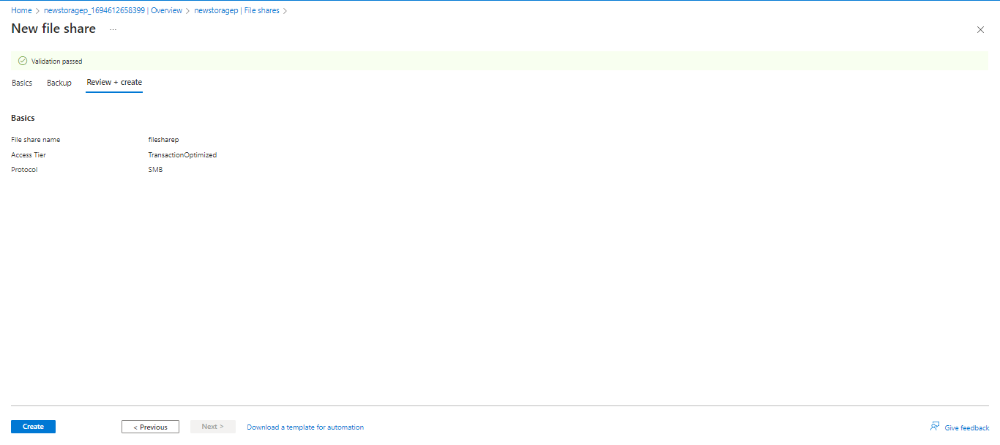 Home > newstoragep_1694612658399 | Overview > newstoragep | File shares >
New file share ...
Validation passed
Basics Backup Review + create
Basics
File share name filesharep
Access Tier TransactionOptimized
Protocol SMB
Create < Previous Next > Download a template for automation Give feedback